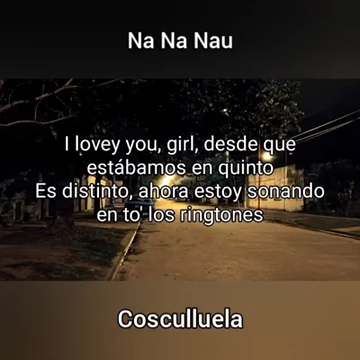 Na Na Nau
I lovey you, girl, desde que
estábamos en quinto
Es distinto, ahora estoy sonando
en to' los ringtones
Cosculluela